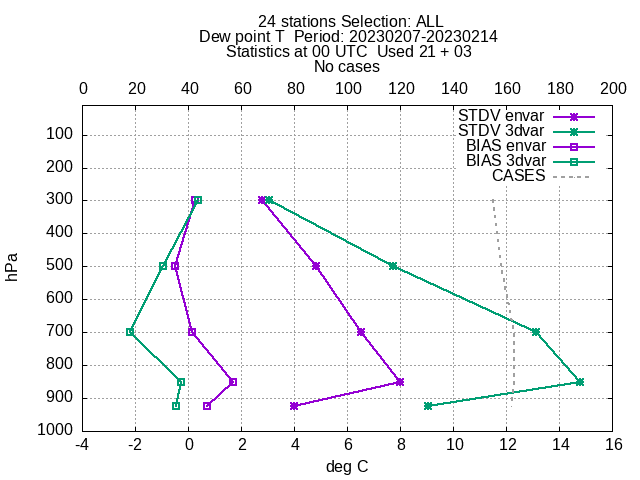 24 stations Selection: ALL
Dew point T  Period: 20230207-20230214
Statistics at 00 UTC  Used 21 + 03
No cases
0 20 40 60 80 100 120 140 160 180 200
STDV envar
STDV 3dvar
BIAS envar
BIAS 3dvar
CASES
100
200
300
400
500
600
700
800
900
1000
hPa
-4 -2 0 2 4 6 8 10 12 14 16
deg C